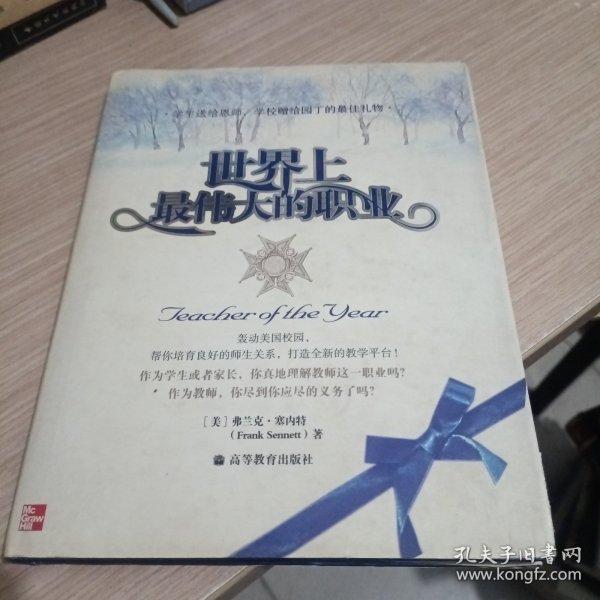 ·学生送给恩师,学校赠给园丁的最佳礼物·
世界上
最伟大的职业
Teacher of the Year
轰动美国校园,
帮你培育良好的师生关系,打造全新的教学平台!
作为学生或者家长,你真地理解教师这一职业吗?
作为教师,你尽到你应尽的义务了吗?
[美]弗兰克·塞内特
(Frank Sennett)著
高等教育出版社
Mc
Graw
Hill
孔夫子旧书网
www.kongfz.com